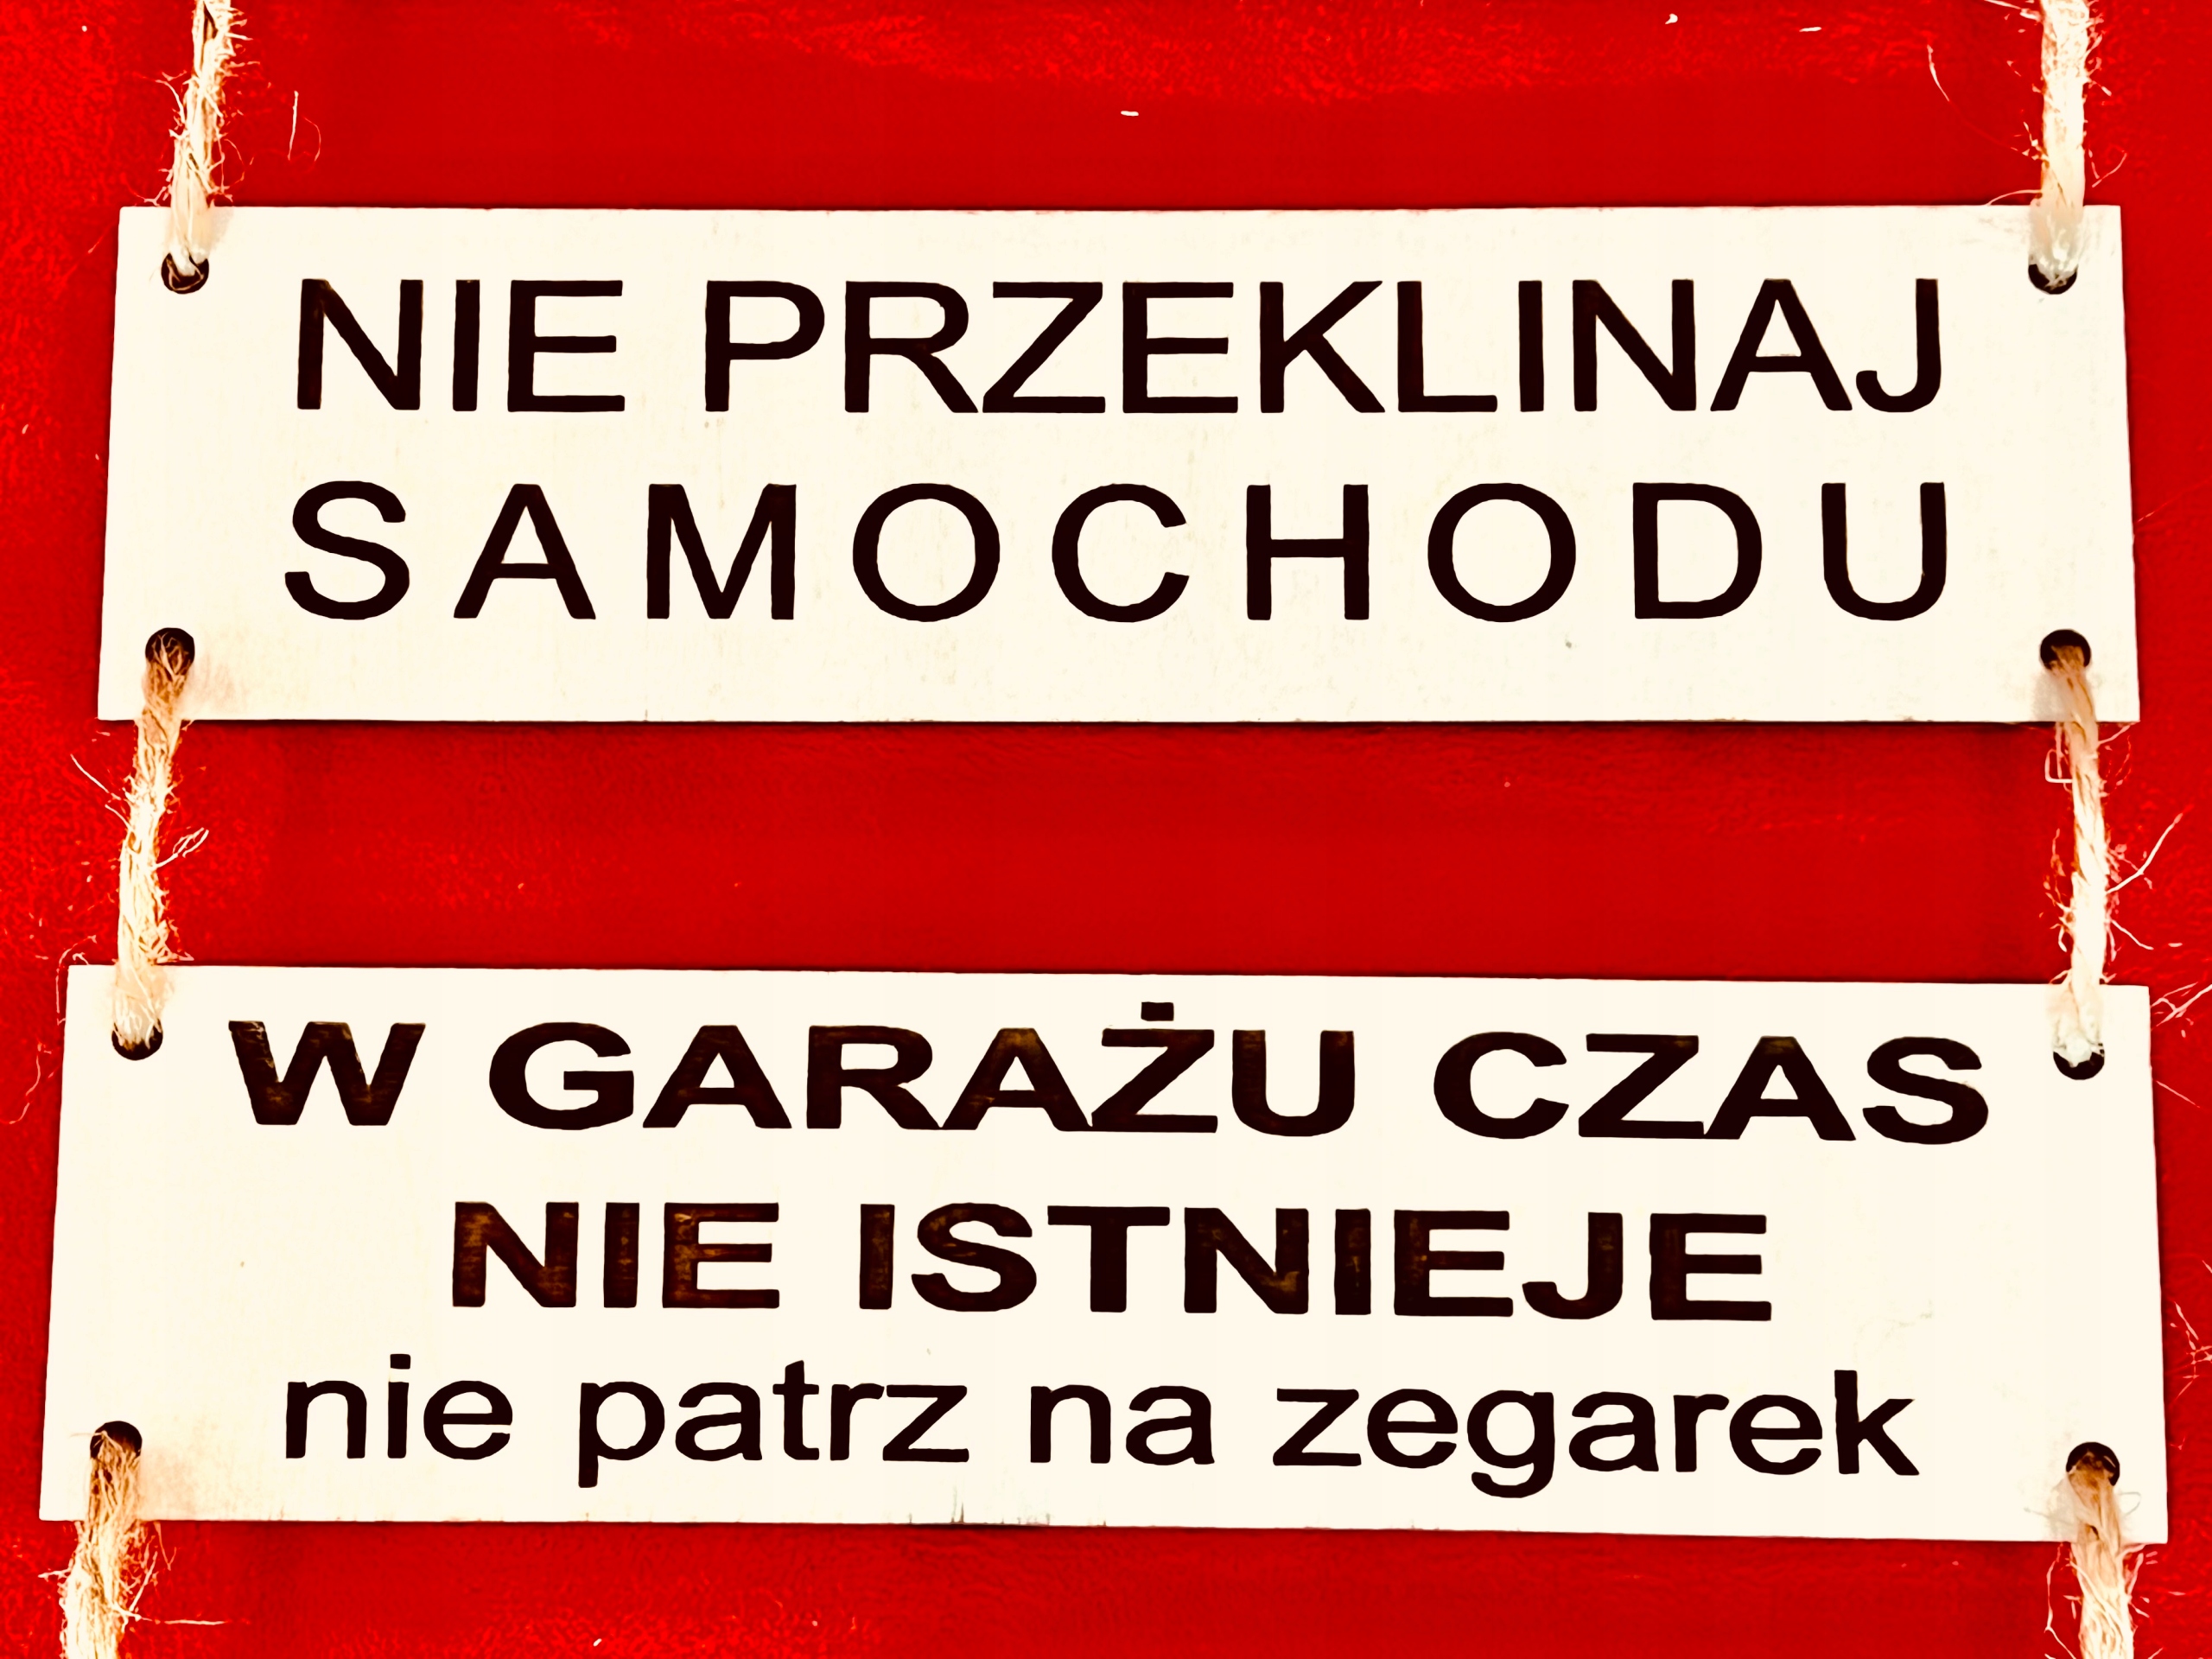 NIE PRZEKLINAJ
SAMOCHODU
W GARAŻU CZAS
NIE ISTNIEJE
nie patrz na zegarek